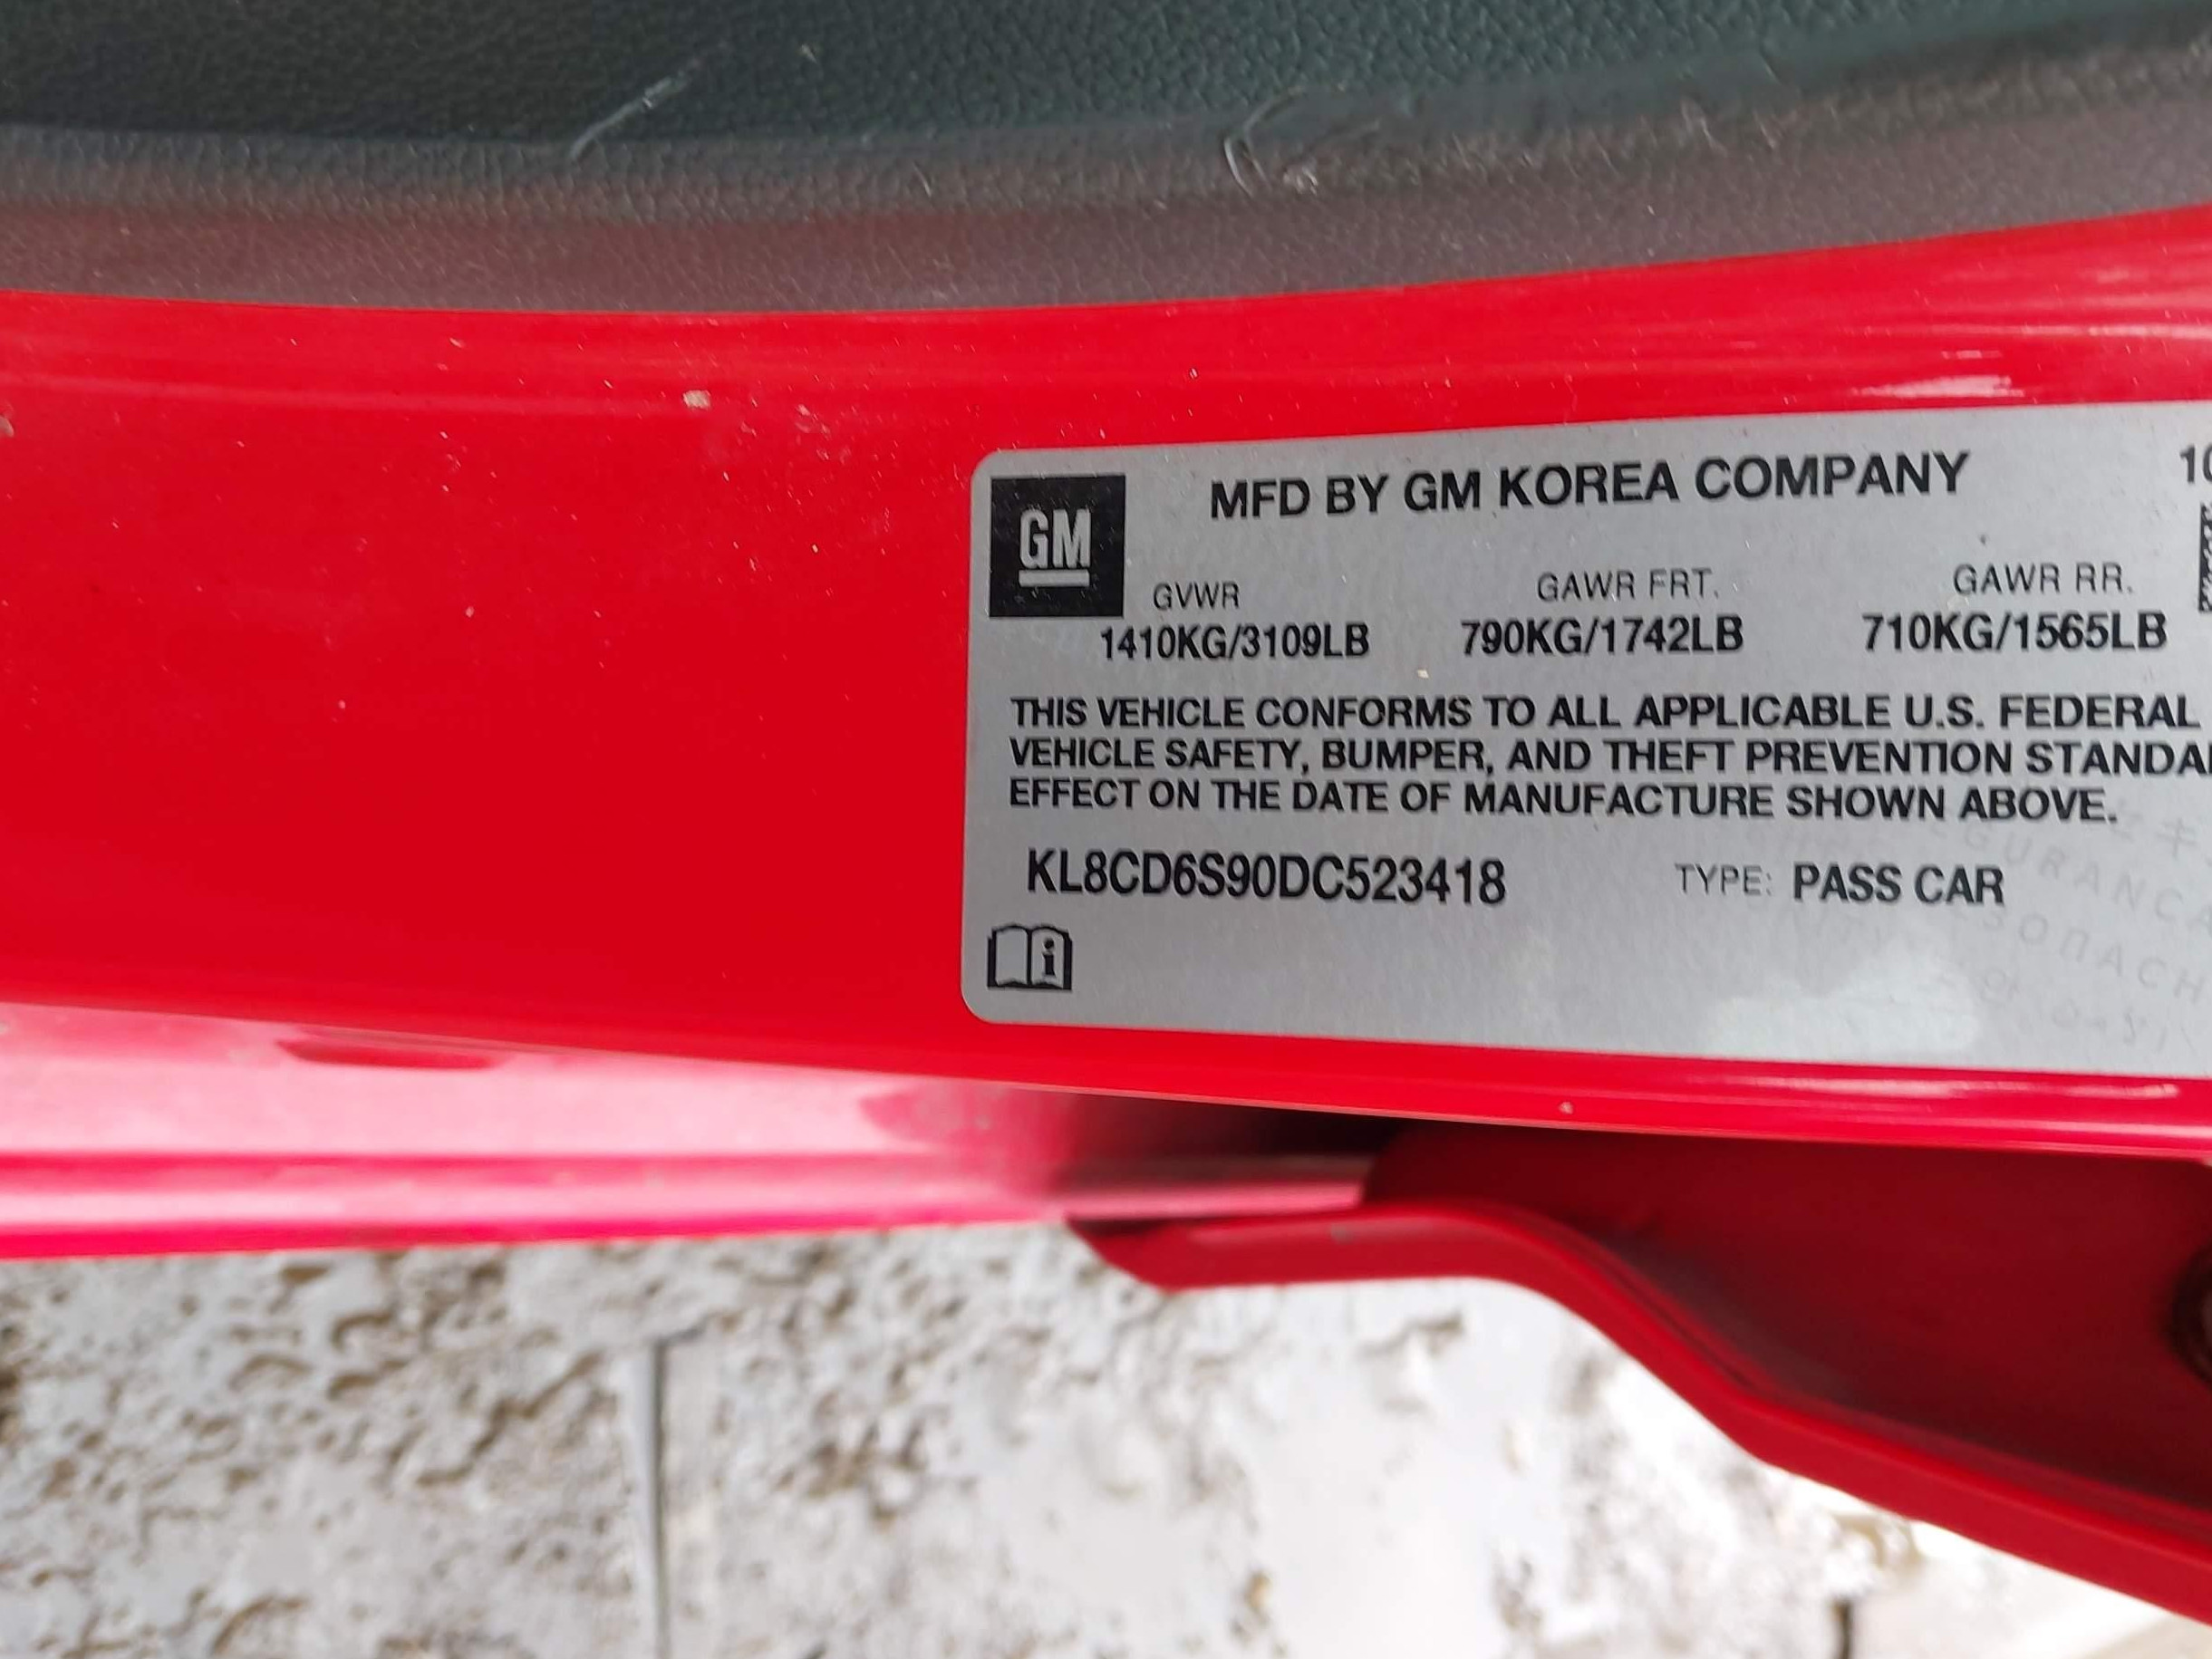 MFD BY GM KOREA COMPANY 10
GM
GVWR GAWR FRT. GAWR RR.
1410KG/3109LB 790KG/1742LB 710KG/1565LB
THIS VEHICLE CONFORMS TO ALL APPLICABLE U.S. FEDERAL
VEHICLE SAFETY, BUMPER, AND THEFT PREVENTION STANDA
EFFECT ON THE DATE OF MANUFACTURE SHOWN ABOVE.
KL8CD6S90DC523418 TYPE: PASS CAR
i